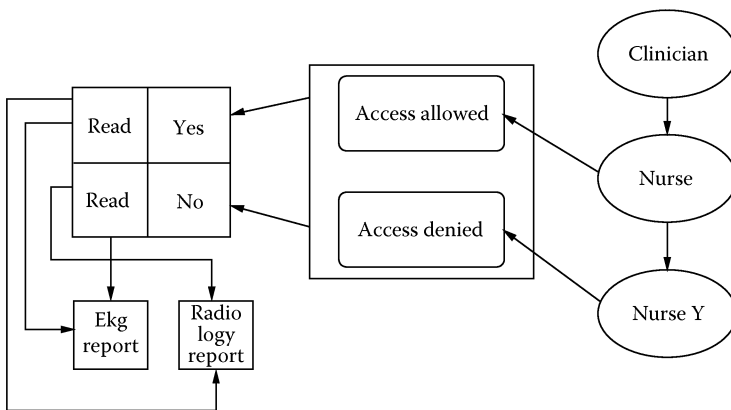 Clinician
Read
Yes
Access allowed
Nurse
Read
No
Access denied
Ekg
report
Radio
logy
report
Nurse Y